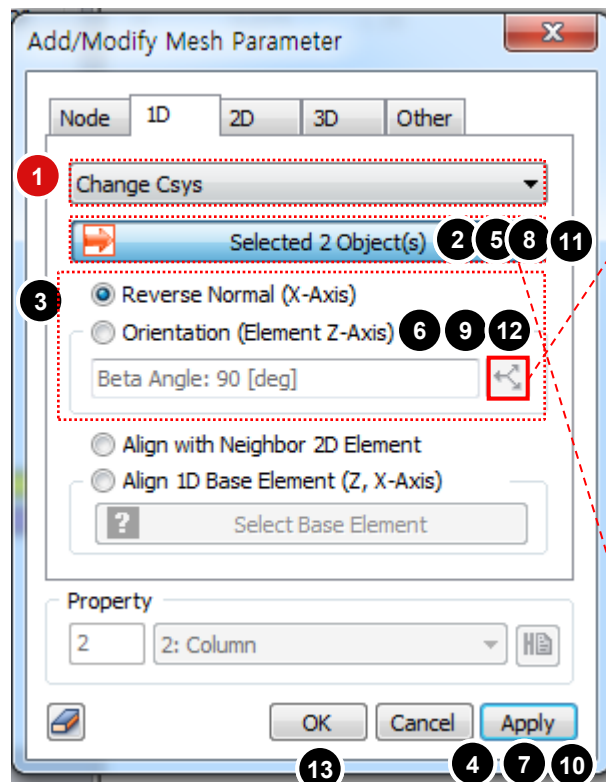 Add/Modify Mesh Parameter
Node 1D 2D 3D Other
1 Change Csys
Selected 2 Object(s) 2 5 8 11
3 Reverse Normal (X-Axis)
Orientation (Element Z-Axis) 6 9 12
Beta Angle: 90 [deg]
Align with Neighbor 2D Element
Align 1D Base Element (Z, X-Axis)
? Select Base Element
Property
2 2: Column
OK Cancel Apply
13 4 7 10